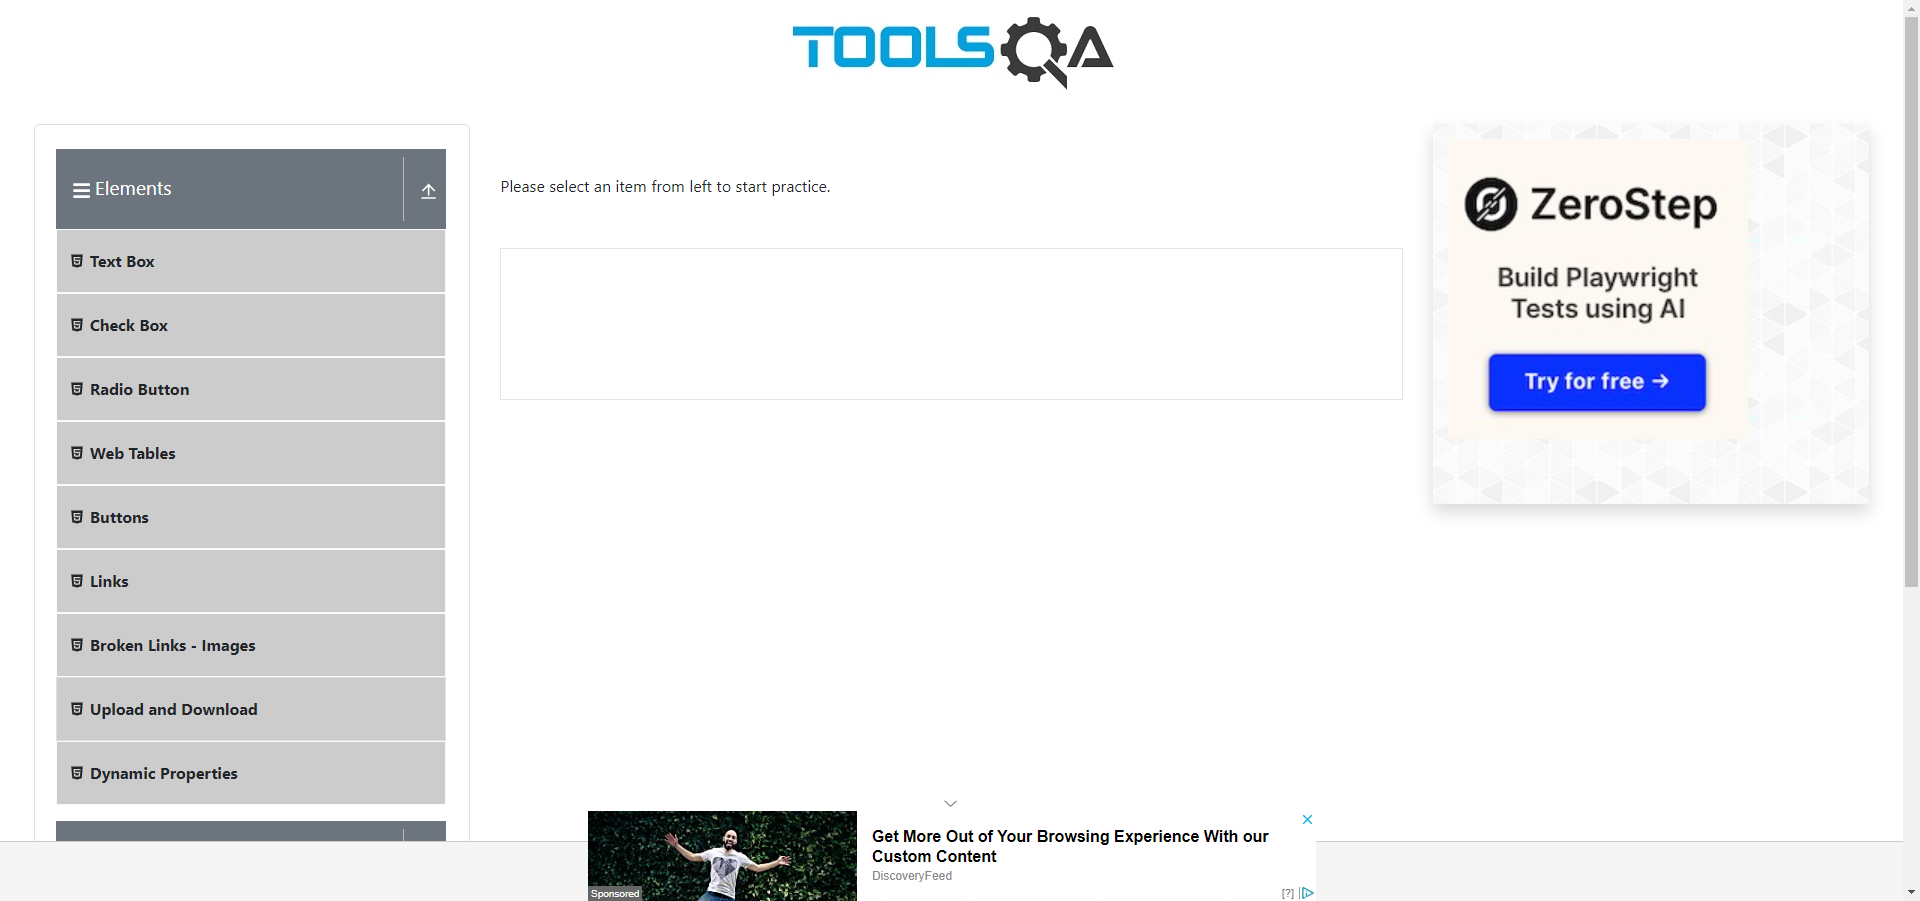 TOOLSQA
Elements
Text Box
Check Box
Radio Button
Web Tables
Buttons
Links
Broken Links - Images
Upload and Download
Dynamic Properties
Please select an item from left to start practice.
ZeroStep
Build Playwright
Tests using AI
Try for free →
Sponsored
Get More Out of Your Browsing Experience With our
Custom Content
DiscoveryFeed
[?]